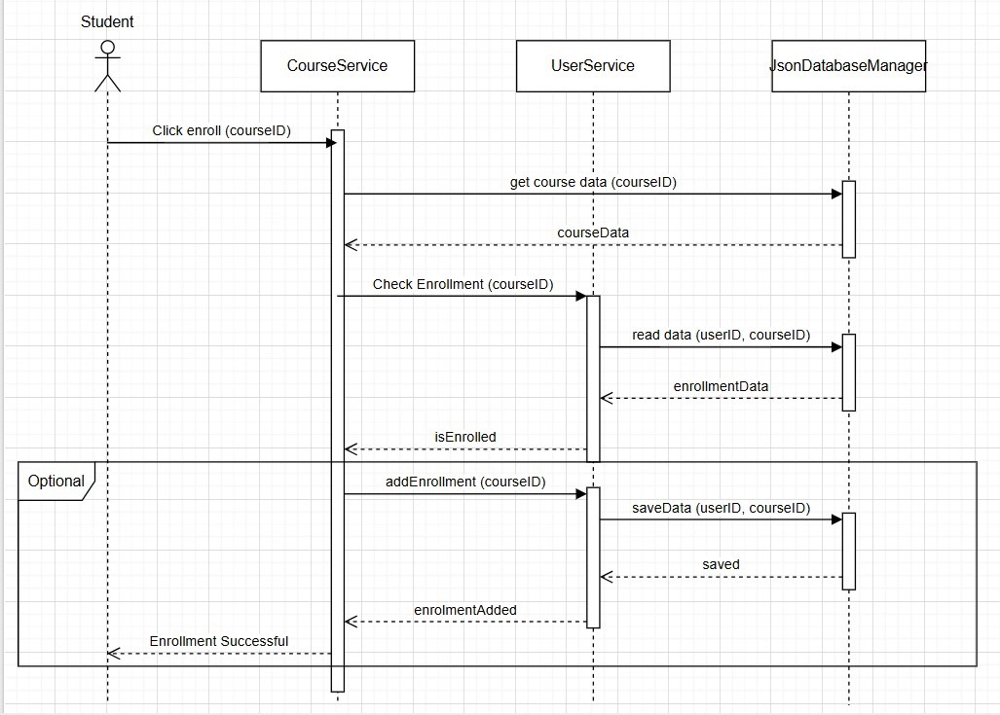 Student
CourseService
UserService
JsonDatabaseManager
Click enroll (courseID)
get course data (courseID)
courseData
Check Enrollment (courseID)
read data (userID, courseID)
enrollmentData
isEnrolled
Optional
addEnrollment (courseID)
saveData (userID, courseID)
saved
enrolmentAdded
Enrollment Successful